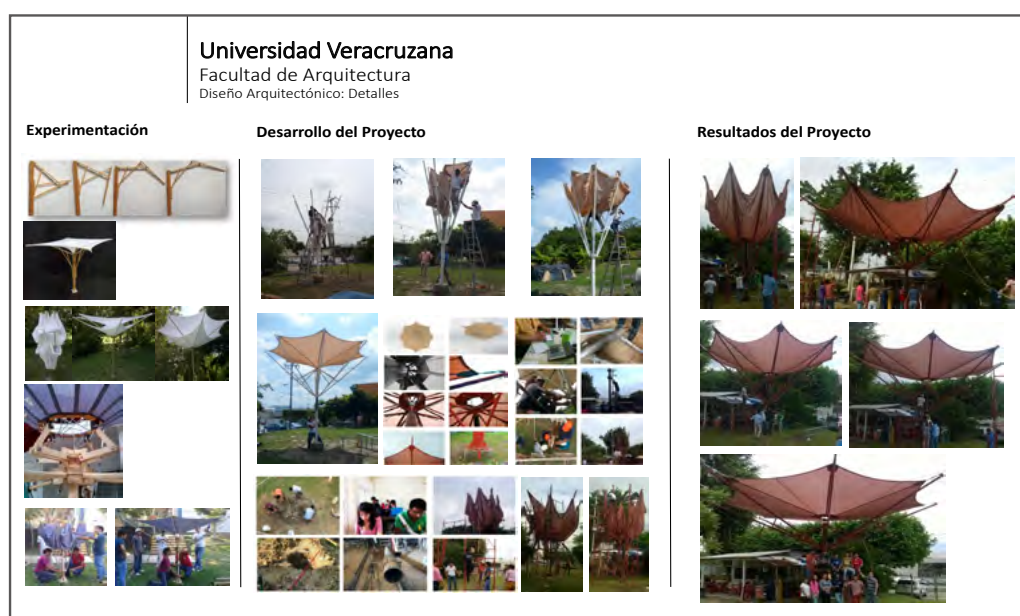 Universidad Veracruzana
Facultad de Arquitectura
Diseño Arquitectónico: Detalles
Experimentación
Desarrollo del Proyecto
Resultados del Proyecto